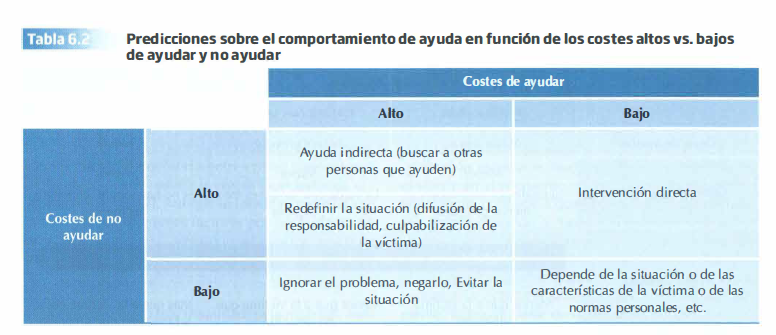 Tabla 6.2
Predicciones sobre el comportamiento de ayuda en función de los costes altos vs. bajos
de ayudar y no ayudar
Costes de ayudar
Alto
Bajo
Costes de no
ayudar
Alto
Ayuda indirecta (buscar a otras
personas que ayuden)
Redefinir la situación (difusión de la
responsabilidad, culpabilización de
la víctima)
Intervención directa
Bajo
Ignorar el problema, negarlo, Evitar la
situación
Depende de la situación o de las
características de la víctima o de las
normas personales, etc.